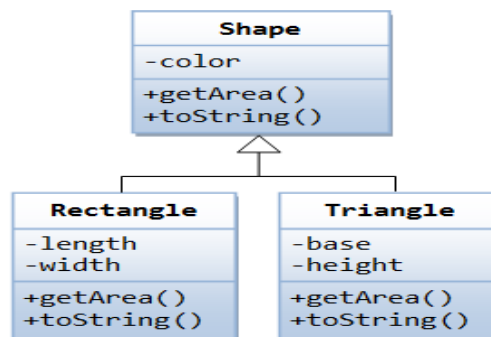 Shape
-color
+getArea()
+toString()
Rectangle
-length
-width
+getArea()
+toString()
Triangle
-base
-height
+getArea()
+toString()